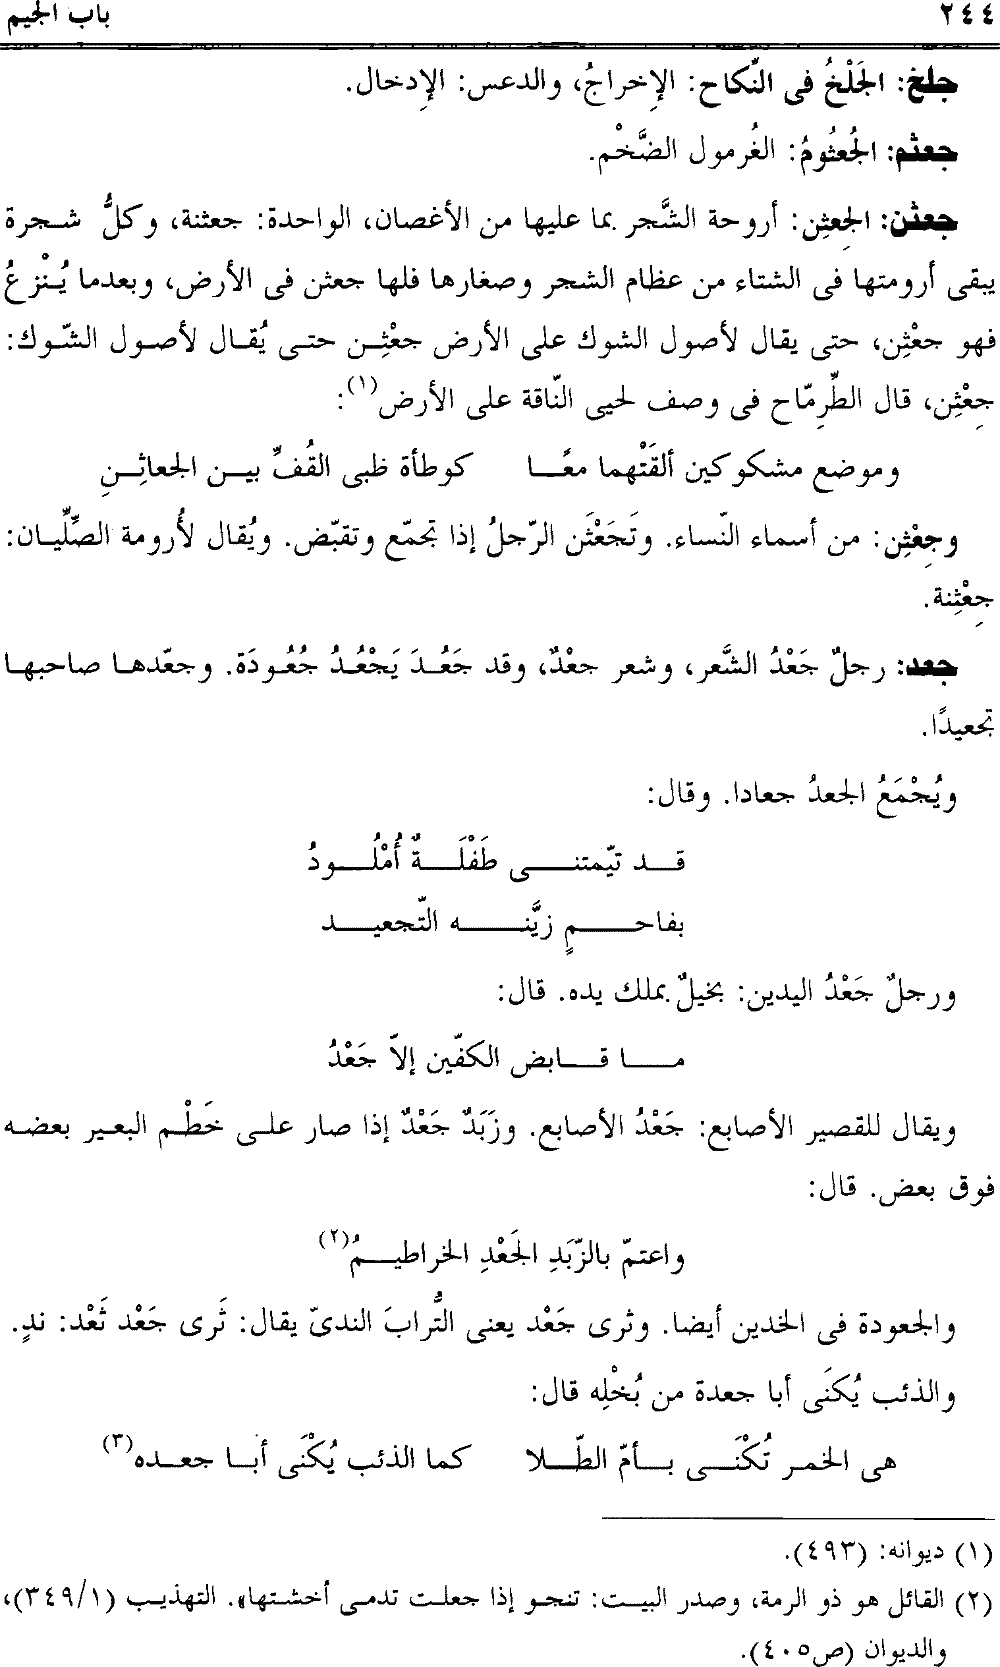 ٢٤٤ باب الجيم
جلخ: الجَلْخُ فى النّكاح: الإِخراجُ، والدعس: الإِدخال.
جعثم: الجُعثُومُ: الغُرمول الضَّخْم.
جعثن: الجِعثِن: أروحة الشَّجر بما عليها من الأغصان، الواحدة: جعثنة، وكلُّ شجرة
يبقى أرومتها فى الشتاء من عظام الشجر وصغارها فلها جعثن فى الأرض، وبعدما يُنْزعُ
فهو جعْثِن، حتى يقال لأصول الشوك على الأرض جعْثِن حتى يُقال لأصول الشّوك:
جِعْثِن، قال الطِّرِمّاح فى وصف لحيى النّاقة على الأرض(١):
وموضع مشكوكين ألقَتْهما معًا كوطأة ظبى القُفِّ بين الجعاثِنِ
وجِعْثِن: من أسماء النّساء. وتَجَعْثَن الرّجلُ إذا تجمّع وتقبّض. ويُقال لأُرومة الصِّلِّيان:
جِعْثِنة.
جعد: رجلٌ جَعْدُ الشَّعر، وشعر جعْدٌ، وقد جَعُدَ يَجْعُدُ جُعُودَة. وجعّدها صاحبها
تجعيدًا.
ويُجْمَعُ الجعدُ جعادا. وقال:
قد تيّمتنى طَفْلَةٌ أُمْلُودُ
بفاحمٍ زيَّنه التّجعيد
ورجلٌ جَعْدُ اليدين: بخيلٌ بملك يده. قال:
ما قابض الكفّين إلاّ جَعْدُ
ويقال للقصير الأصابع: جَعْدُ الأصابع. وزَبَدٌ جَعْدٌ إذا صار على خَطْم البعير بعضه
فوق بعض. قال:
واعتمّ بالزّبَدِ الجَعْدِ الخراطيمُ(٢)
والجعودة فى الخدين أيضا. وثرى جَعْد يعنى التُّرابَ الندىّ يقال: ثَرى جَعْد ثَعْد: ندٍ.
والذئب يُكنَى أبا جعدة من بُخْلِه قال:
هى الخمر تُكْنَى بأمّ الطّلا كما الذئب يُكْنَى أبا جعده(٣)
(١) ديوانه: (٤٩٣).
(٢) القائل هو ذو الرمة، وصدر البيت: تنجو إذا جعلت تدمى أخشتها». التهذيب (٣٤٩/١)،
والديوان (ص٤٠٥).